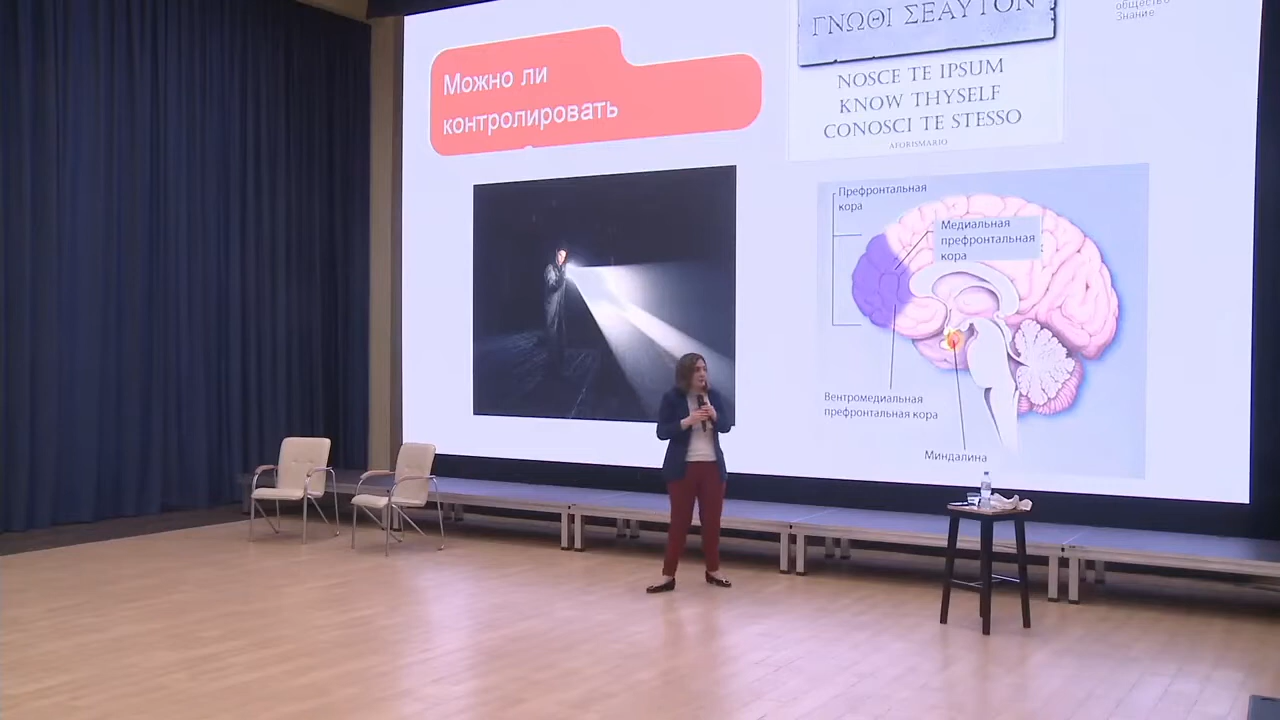 Можно ли
контролировать
ΓΝΩΘΙ ΣΕΑΥΤΟΝ
NOSCE TE IPSUM
KNOW THYSELF
CONOSCI TE STESSO
AFORISMARIO
общество
Знание
Префронтальная
кора
Медиальная
префронтальная
кора
Вентромедиальная
префронтальная кора
Миндалина